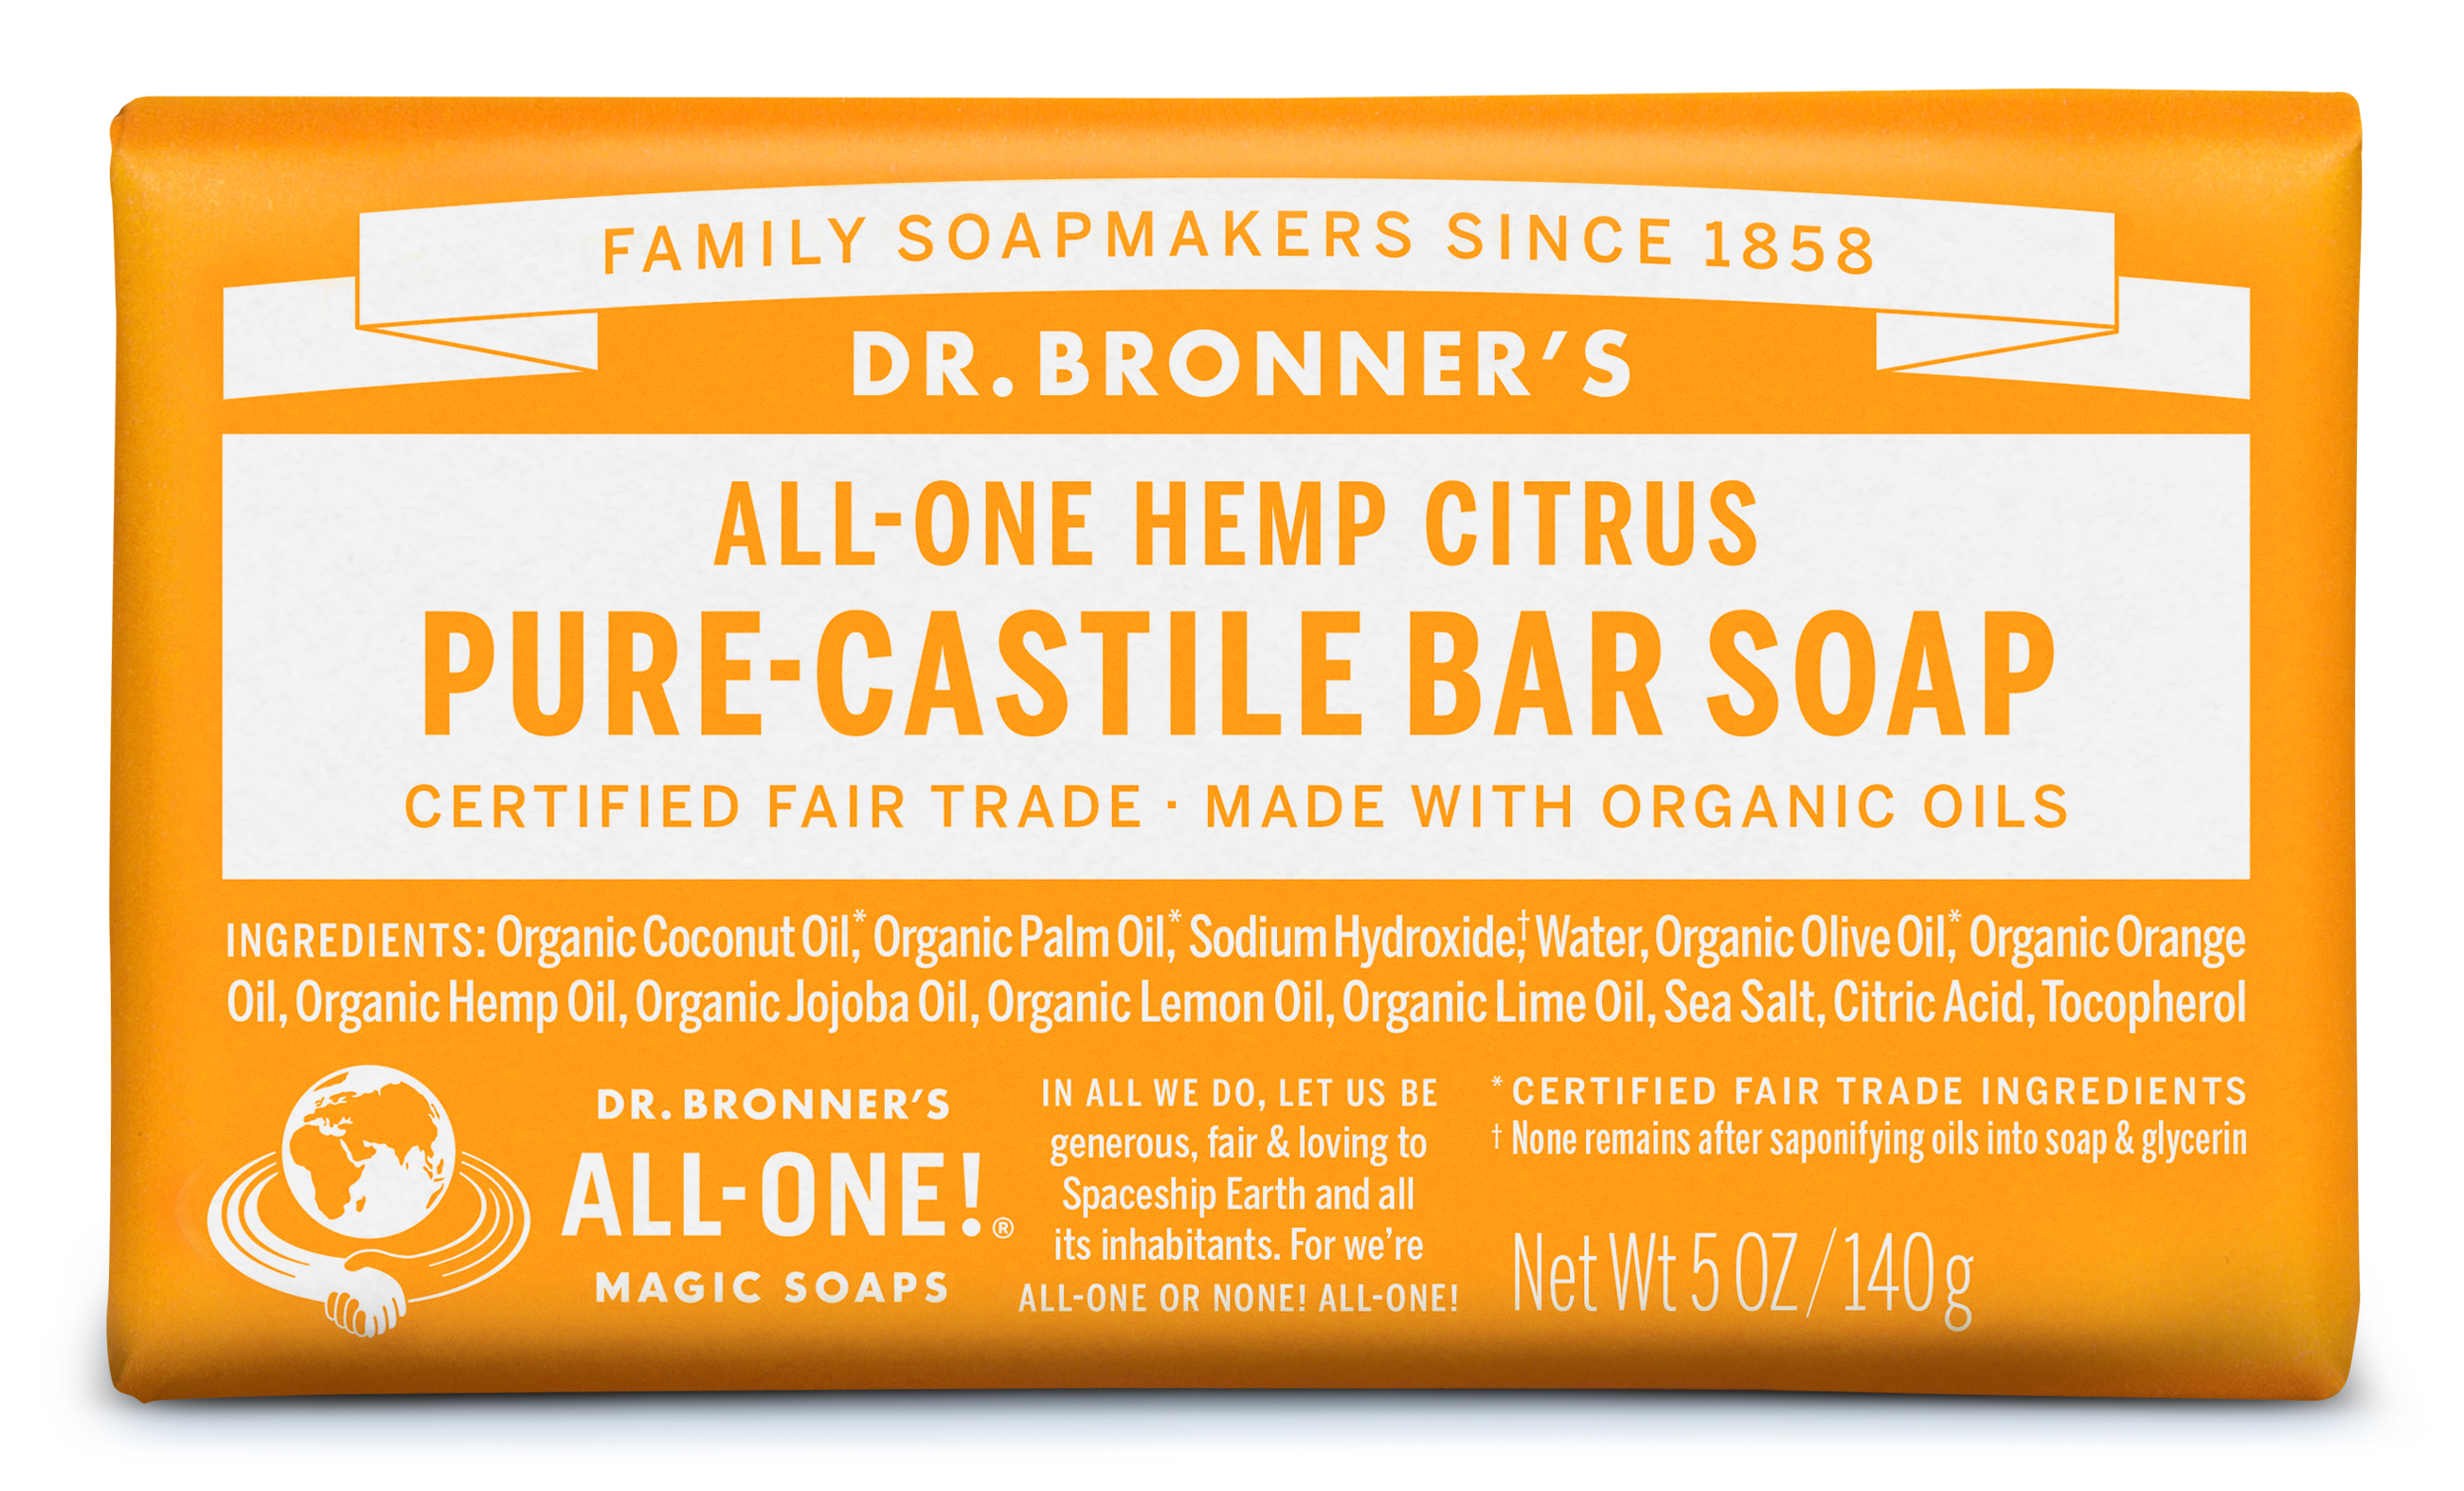 FAMILY SOAPMAKERS SINCE 1858
DR. BRONNER'S
ALL-ONE HEMP CITRUS
PURE-CASTILE BAR SOAP
CERTIFIED FAIR TRADE · MADE WITH ORGANIC OILS
INGREDIENTS: Organic Coconut Oil,* Organic Palm Oil,* Sodium Hydroxide,† Water, Organic Olive Oil,* Organic Orange
Oil, Organic Hemp Oil, Organic Jojoba Oil, Organic Lemon Oil, Organic Lime Oil, Sea Salt, Citric Acid, Tocopherol
DR. BRONNER'S
ALL-ONE!®
MAGIC SOAPS
IN ALL WE DO, LET US BE
generous, fair & loving to
Spaceship Earth and all
its inhabitants. For we're
ALL-ONE OR NONE! ALL-ONE!
* CERTIFIED FAIR TRADE INGREDIENTS
† None remains after saponifying oils into soap & glycerin
Net Wt 5 OZ/140g